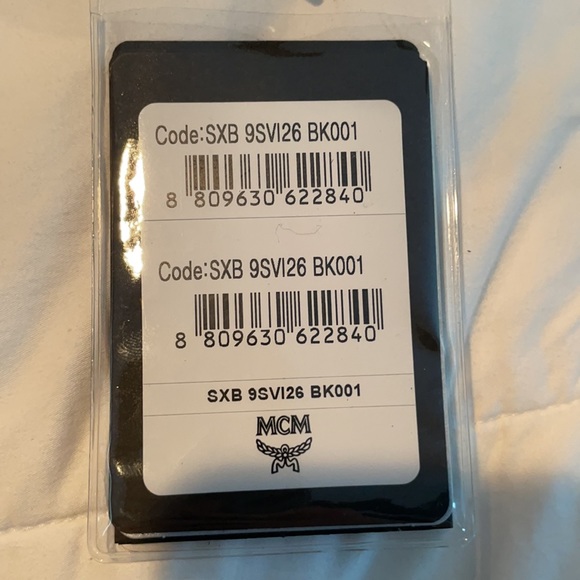 Code:SXB 9SVI26 BK001
8 809630 622840
Code:SXB 9SVI26 BK001
8 809630 622840
SXB 9SVI26 BK001
MCM
M